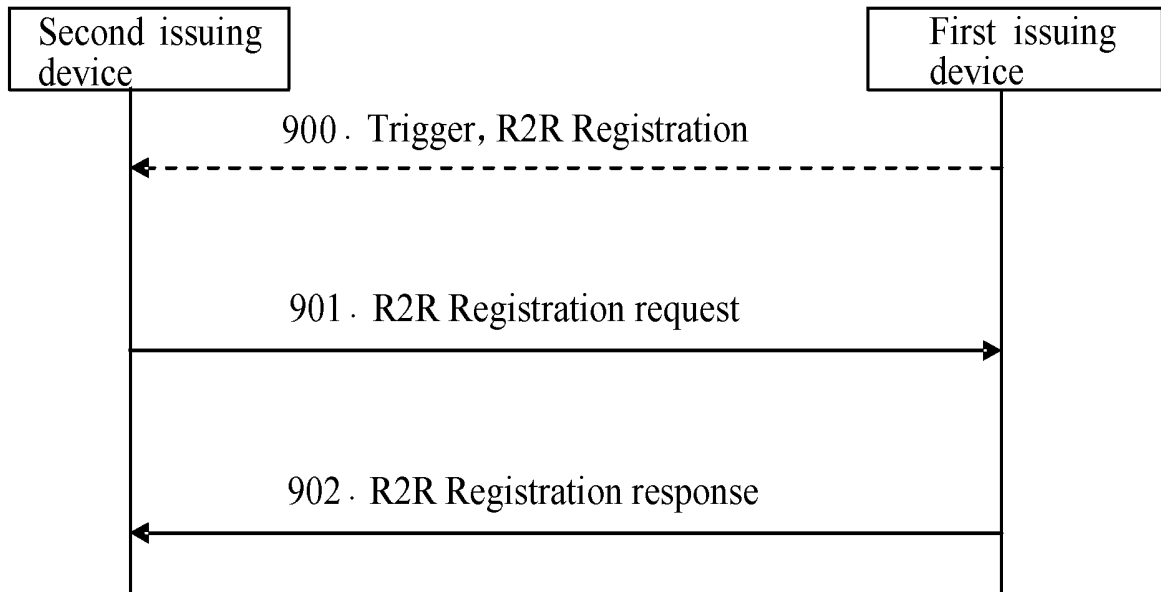 Second issuing
device
First issuing
device
900. Trigger, R2R Registration
901. R2R Registration request
902. R2R Registration response